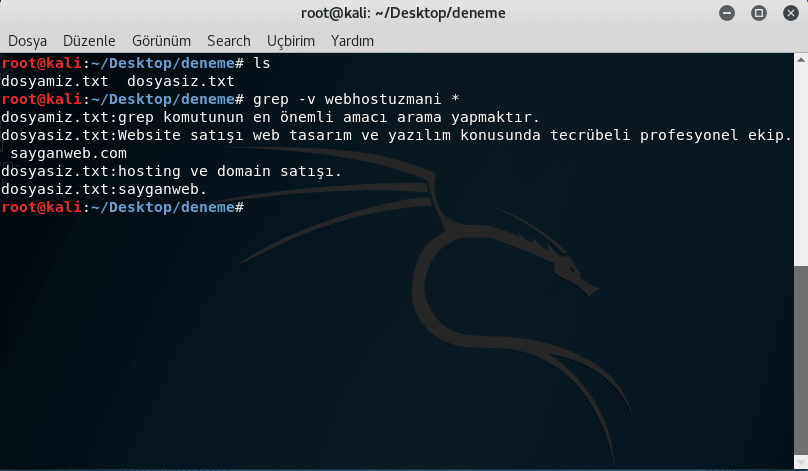 root@kali: ~/Desktop/deneme
Dosya Düzenle Görünüm Search Uçbirim Yardım
root@kali:~/Desktop/deneme# ls
dosyamiz.txt  dosyasiz.txt
root@kali:~/Desktop/deneme# grep -v webhostuzmani *
dosyamiz.txt:grep komutunun en önemli amacı arama yapmaktır.
dosyasiz.txt:Website satışı web tasarım ve yazılım konusunda tecrübeli profesyonel ekip.
 sayganweb.com
dosyasiz.txt:hosting ve domain satışı.
dosyasiz.txt:sayganweb.
root@kali:~/Desktop/deneme#